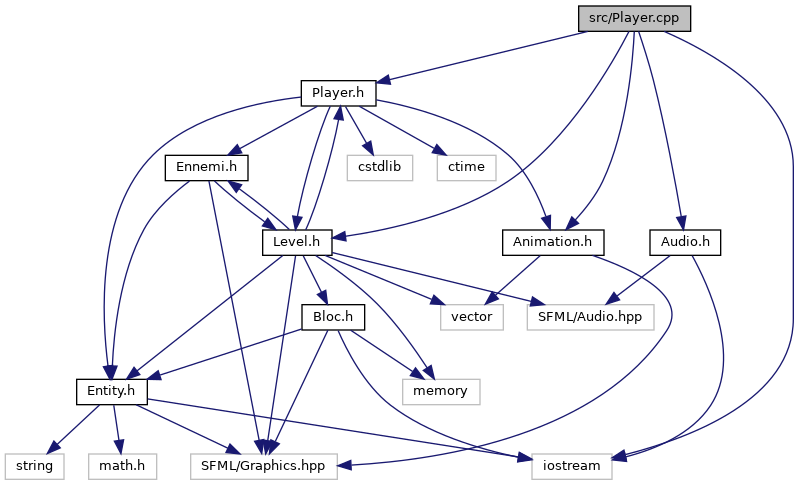 src/Player.cpp
Player.h
Ennemi.h
cstdlib
ctime
Level.h
Animation.h
Audio.h
Bloc.h
vector
SFML/Audio.hpp
Entity.h
memory
string
math.h
SFML/Graphics.hpp
iostream